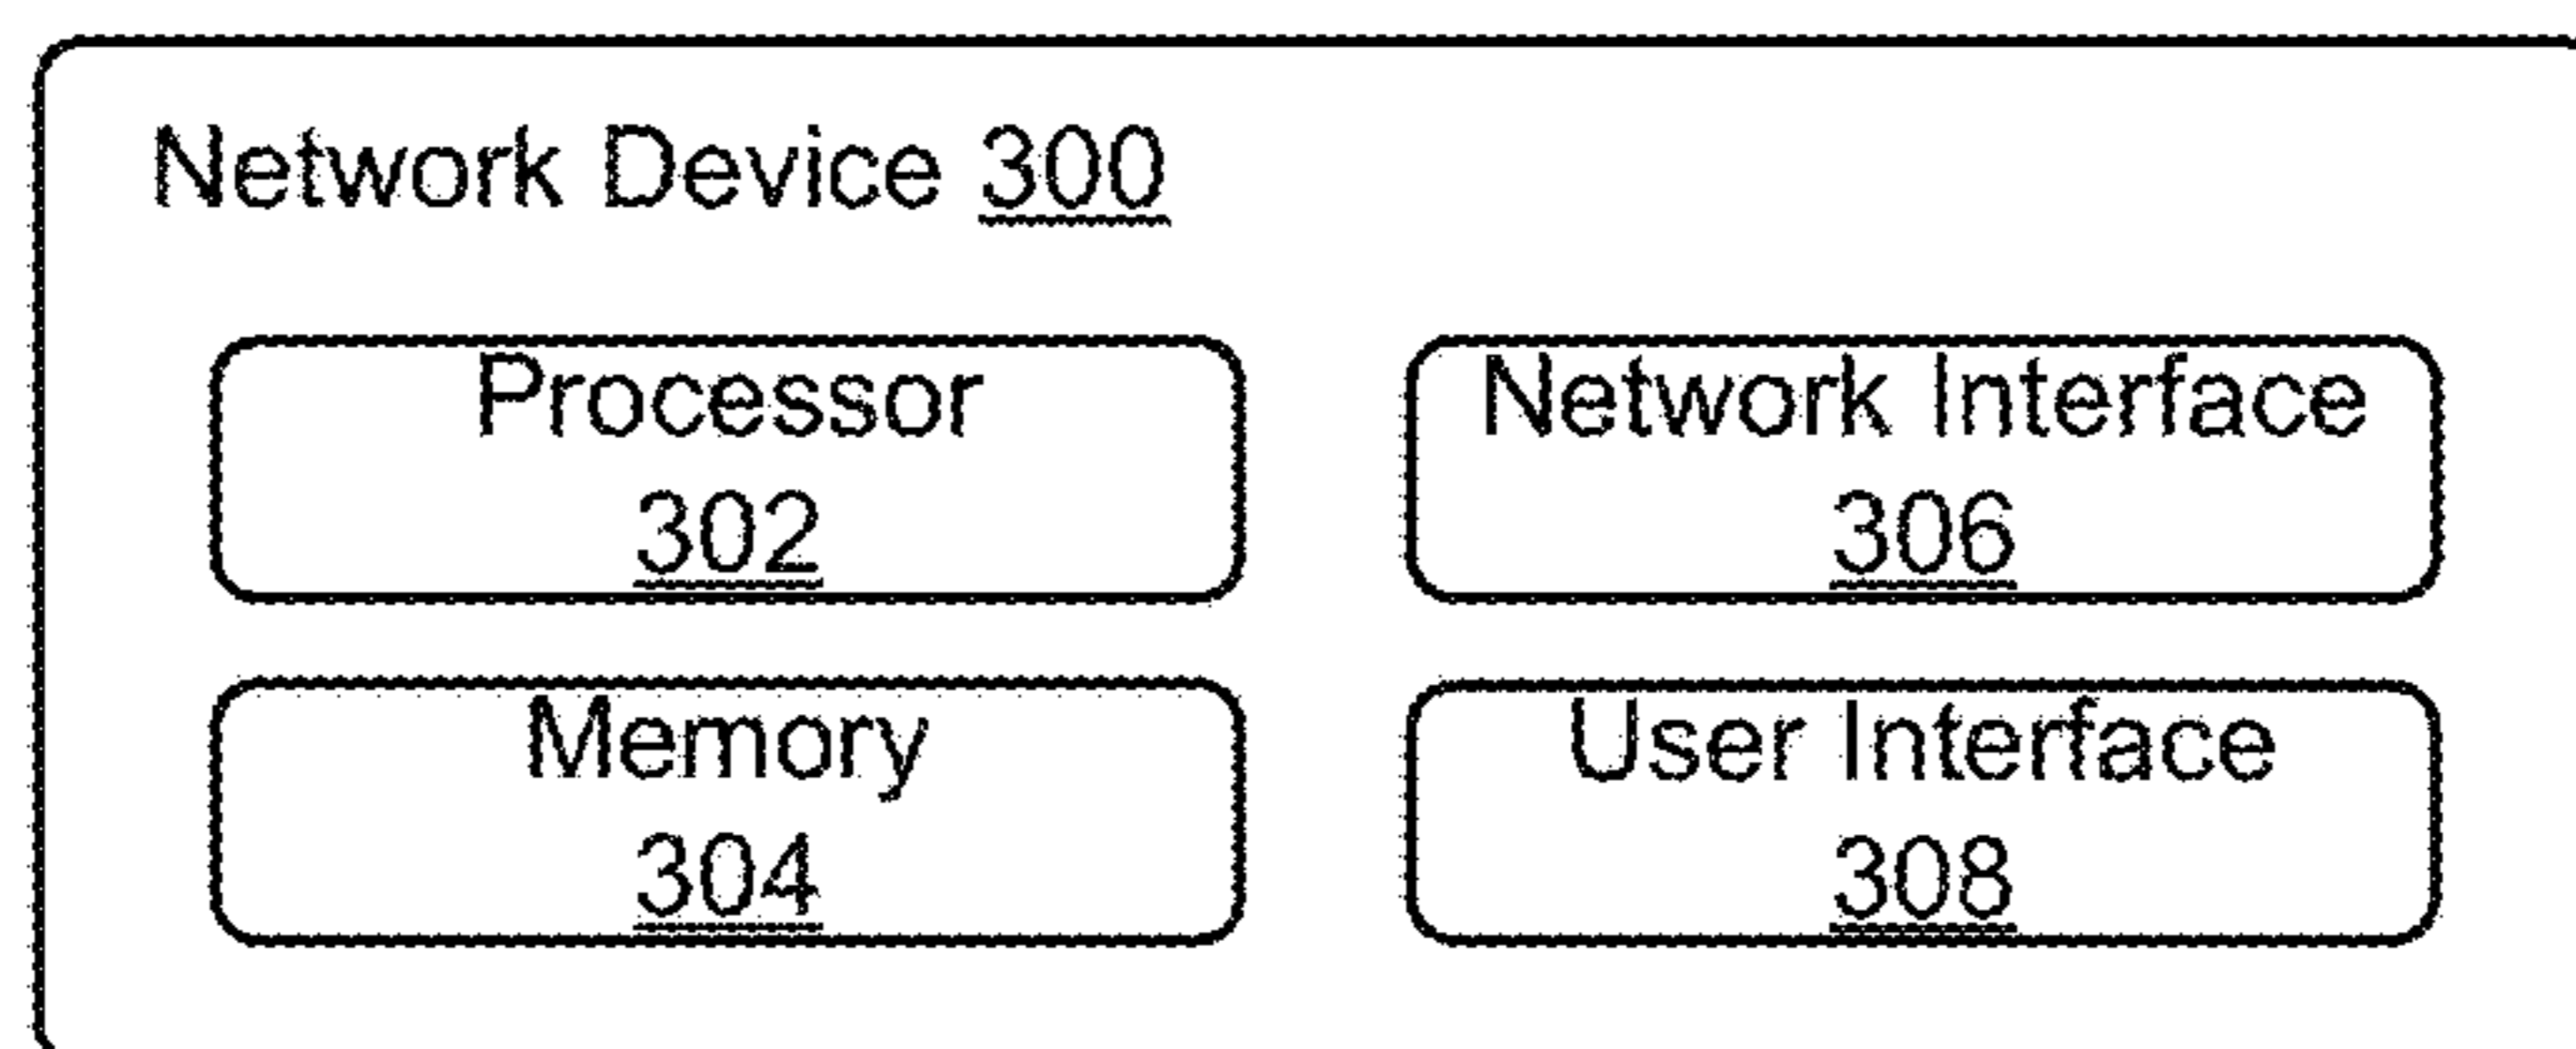 Network Device 300
Processor
302
Network Interface
306
Memory
304
User Interface
308